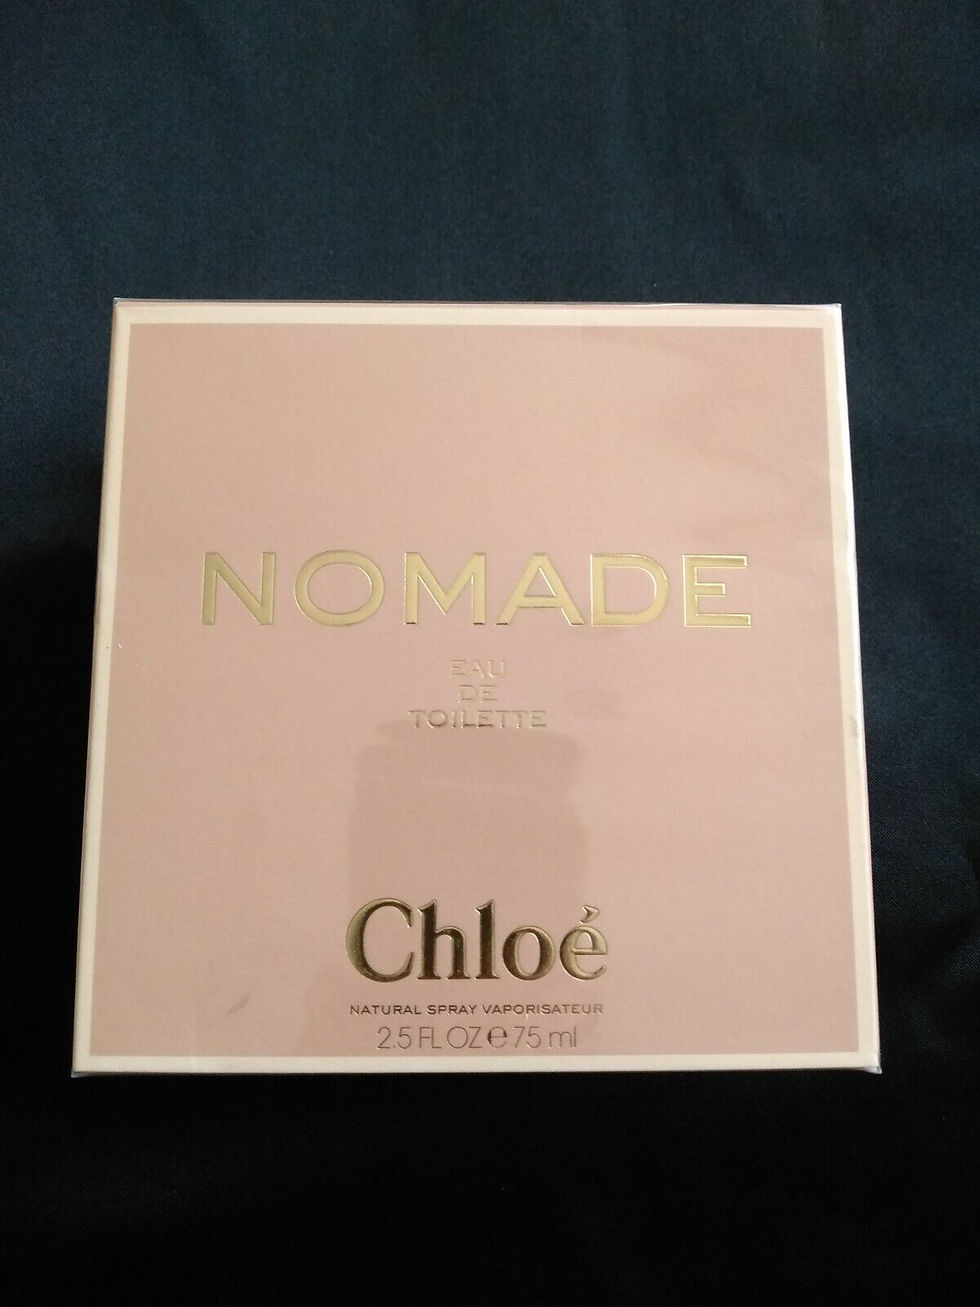 NOMADE
EAU
DE
TOILETTE
Chloé
NATURAL SPRAY VAPORISATEUR
2.5 FL OZ ℮ 75 ml